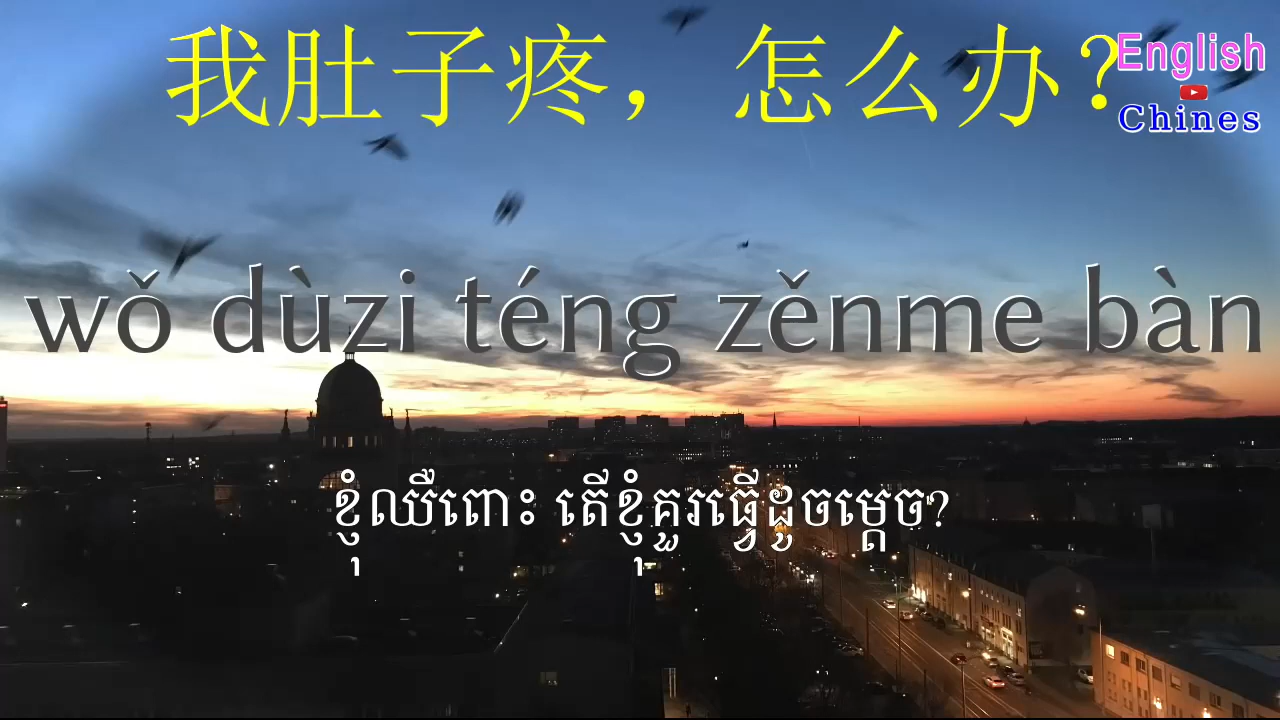 我肚子疼，怎么办？
English
Chines
wǒ dùzi téng zěnme bàn
ខ្ញុំឈឺពោះ តើខ្ញុំគួរធ្វើដូចម្តេច?